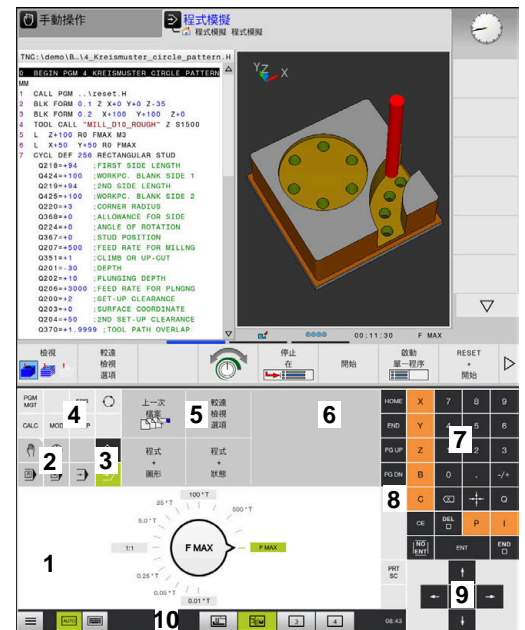 手動操作
程式模擬
程式模擬 程式模擬
TNC:\demo\B…\4_Kreismuster_circle_pattern.H
0 BEGIN PGM 4_KREISMUSTER_CIRCLE_PATTERN
MM
1 CALL PGM ..\reset.H
2 BLK FORM 0.1 Z X+0 Y+0 Z-35
3 BLK FORM 0.2 X+100 Y+100 Z+0
4 TOOL CALL "MILL_D10_ROUGH" Z S1500
5 L Z+100 R0 FMAX M3
6 L X+50 Y+50 R0 FMAX
7 CYCL DEF 256 RECTANGULAR STUD
Q218=+94 ;FIRST SIDE LENGTH
Q424=+100 ;WORKPC. BLANK SIDE 1
Q219=+94 ;2ND SIDE LENGTH
Q425=+100 ;WORKPC. BLANK SIDE 2
Q220=+3 ;CORNER RADIUS
Q368=+0 ;ALLOWANCE FOR SIDE
Q224=+0 ;ANGLE OF ROTATION
Q367=+0 ;STUD POSITION
Q207=+500 ;FEED RATE FOR MILLNG
Q351=+1 ;CLIMB OR UP-CUT
Q201=-30 ;DEPTH
Q202=+10 ;PLUNGING DEPTH
Q206=+3000 ;FEED RATE FOR PLNGNG
Q200=+2 ;SET-UP CLEARANCE
Q203=+0 ;SURFACE COORDINATE
Q204=+50 ;2ND SET-UP CLEARANCE
Q370=+1.9999 ;TOOL PATH OVERLAP
YZ X
00:11:30 F MAX
檢視
較遠
檢視
選項
停止
在
開始
啟動
單一程序
RESET
+
開始
PGM
MGT
CALC MOD P
4
2
3
上一次
檔案
較遠
檢視
選項
5
6
程式
+
圖形
程式
+
狀態
HOME X 7 8 9
END Y 4 5 6
PG UP Z 1 2 3
PG DN B 0 . -/+
C Q
CE DEL P I
NO
ENT
ENT
END
PRT
SC
7
8
9
1
100 *T
25 *T
500 *T
5.0 *T
1:1
F MAX
F MAX
0.25 *T
0.05 *T
0.01 *T
AUTO
10
3
4
08:43